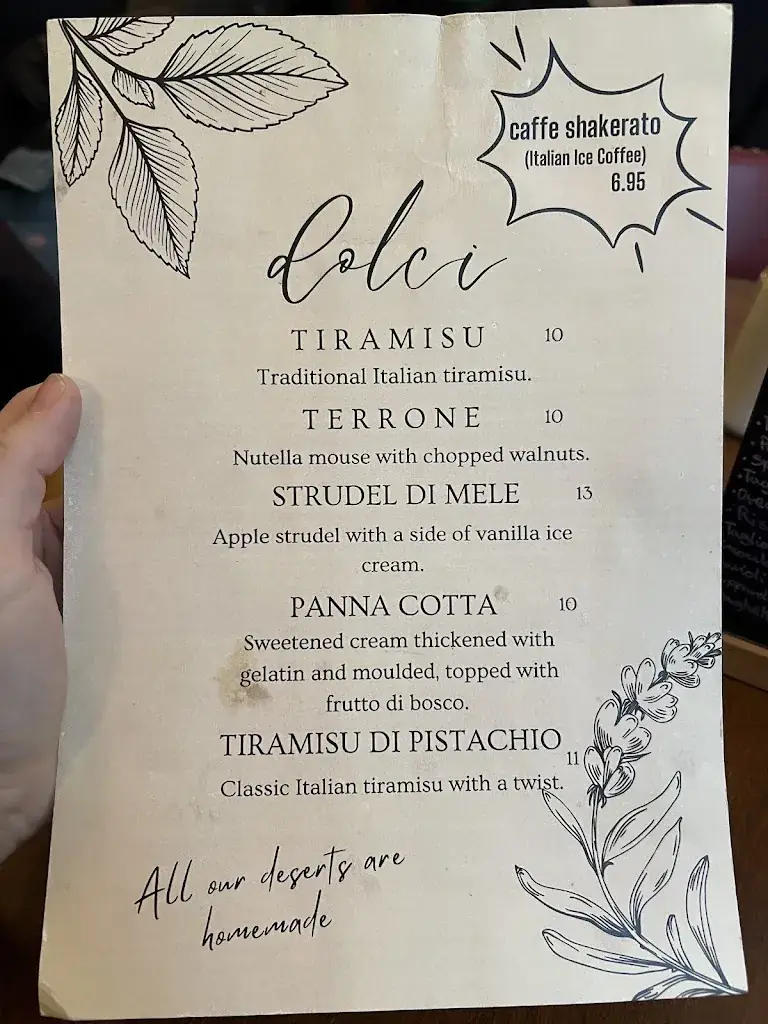 caffe shakerato
(Italian Ice Coffee)
6.95
dolci
TIRAMISU 10
Traditional Italian tiramisu.
TERRONE 10
Nutella mouse with chopped walnuts.
STRUDEL DI MELE 13
Apple strudel with a side of vanilla ice
cream.
PANNA COTTA 10
Sweetened cream thickened with
gelatin and moulded, topped with
frutto di bosco.
TIRAMISU DI PISTACHIO
11
Classic Italian tiramisu with a twist.
All our deserts are
homemade